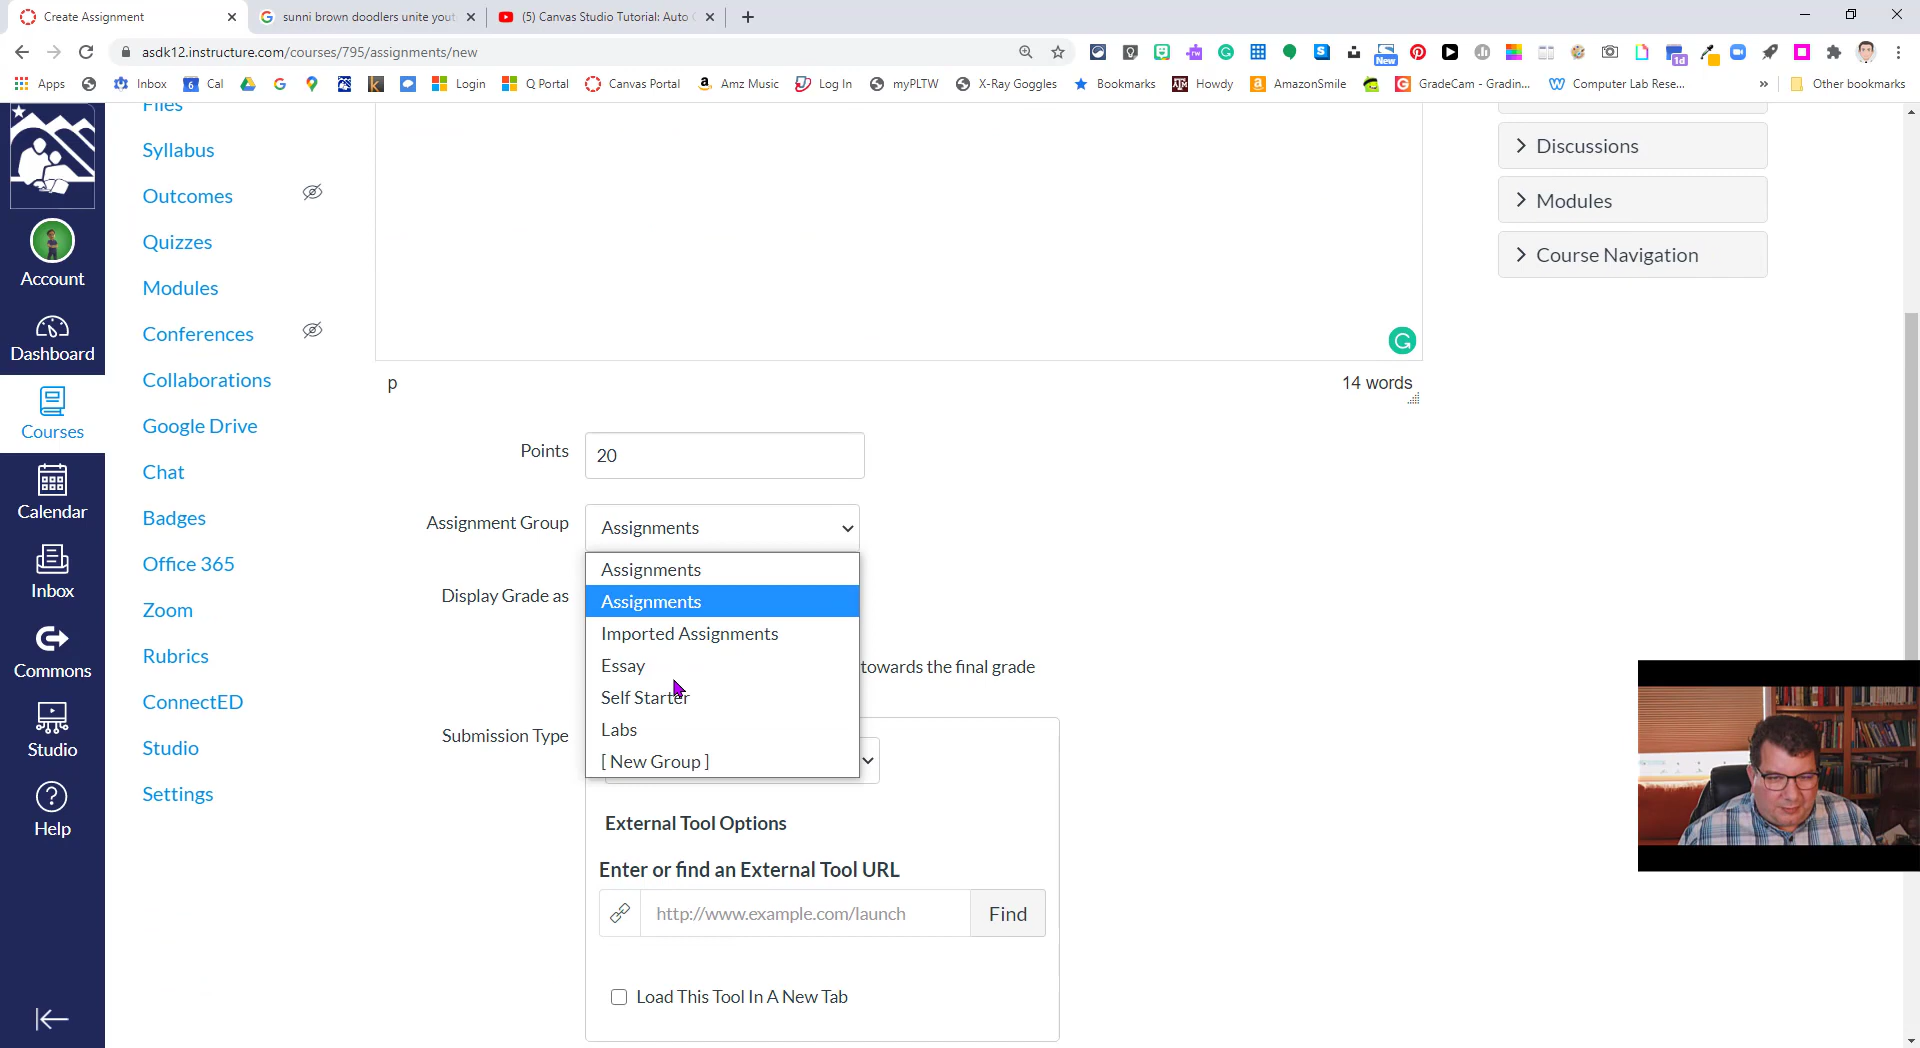 Create Assignment
sunni brown doodlers unite yout
(5) Canvas Studio Tutorial: Auto
asdk12.instructure.com/courses/795/assignments/new
New
1d
Apps
Inbox
6
Cal
Login
Q Portal
Canvas Portal
Amz Music
Log In
myPLTW
X-Ray Goggles
Bookmarks
Howdy
AmazonSmile
GradeCam - Gradin...
Computer Lab Rese...
»
Other bookmarks
Account
Dashboard
Courses
Calendar
Inbox
Commons
Studio
Help
Files
Syllabus
Outcomes
Quizzes
Modules
Conferences
Collaborations
Google Drive
Chat
Badges
Office 365
Zoom
Rubrics
ConnectED
Studio
Settings
p
14 words
Points
20
Assignment Group
Assignments
Assignments
Assignments
Imported Assignments
Essay
Self Starter
Labs
[ New Group ]
Display Grade as
towards the final grade
Submission Type
External Tool Options
Enter or find an External Tool URL
http://www.example.com/launch
Find
Load This Tool In A New Tab
Discussions
Modules
Course Navigation